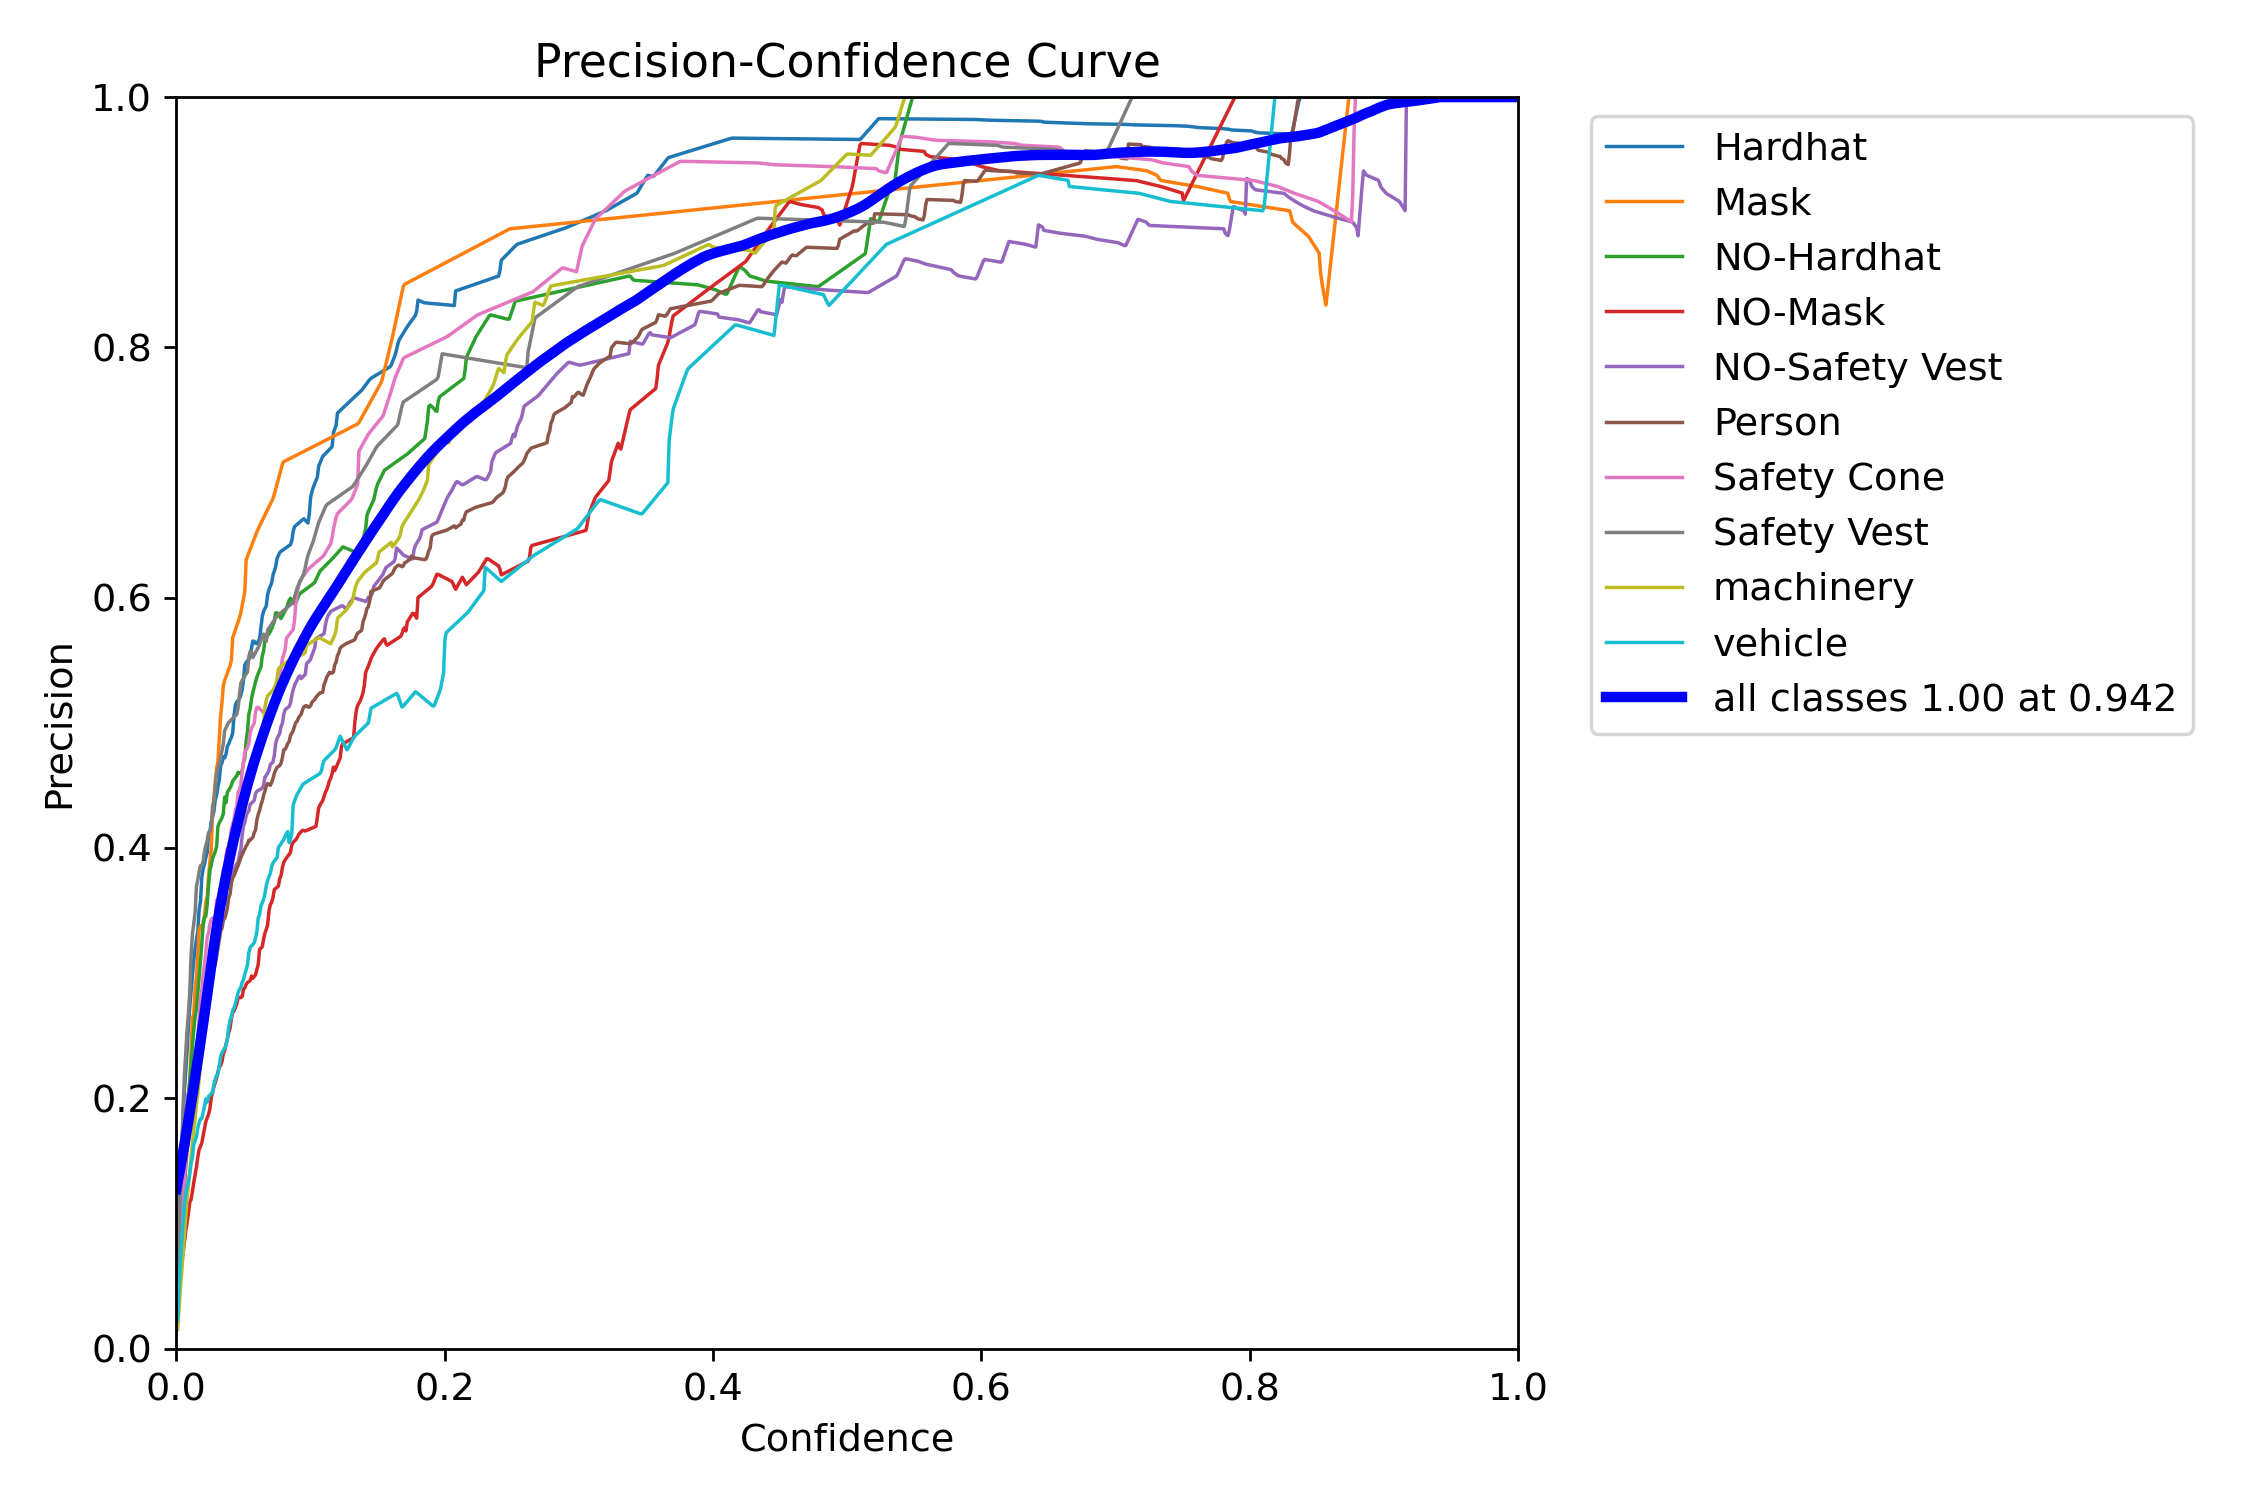 Precision-Confidence Curve
1.0
0.8
0.6
0.4
0.2
0.0
Precision
0.0 0.2 0.4 0.6 0.8 1.0
Confidence
Hardhat
Mask
NO-Hardhat
NO-Mask
NO-Safety Vest
Person
Safety Cone
Safety Vest
machinery
vehicle
all classes 1.00 at 0.942